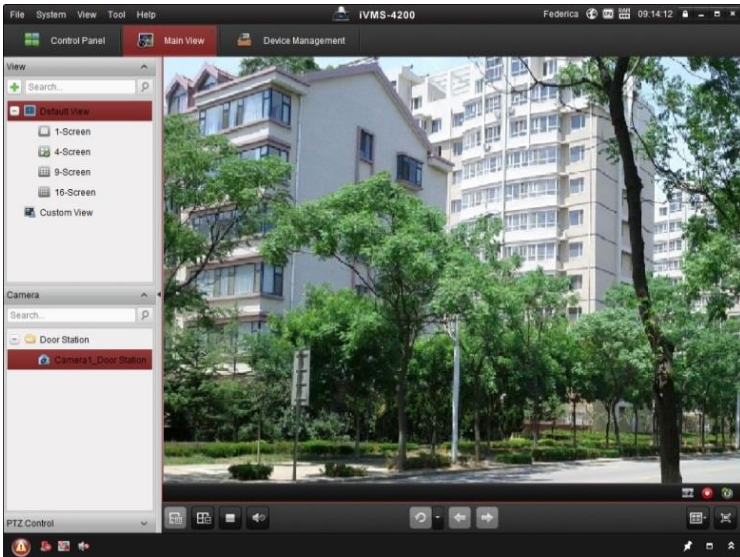 File System View Tool Help iVMS-4200 Federica 09:14:12
Control Panel Main View Device Management
View
Search...
Default View
1-Screen
4-Screen
9-Screen
16-Screen
Custom View
Camera
Search...
Door Station
Camera1_Door Station
PTZ Control